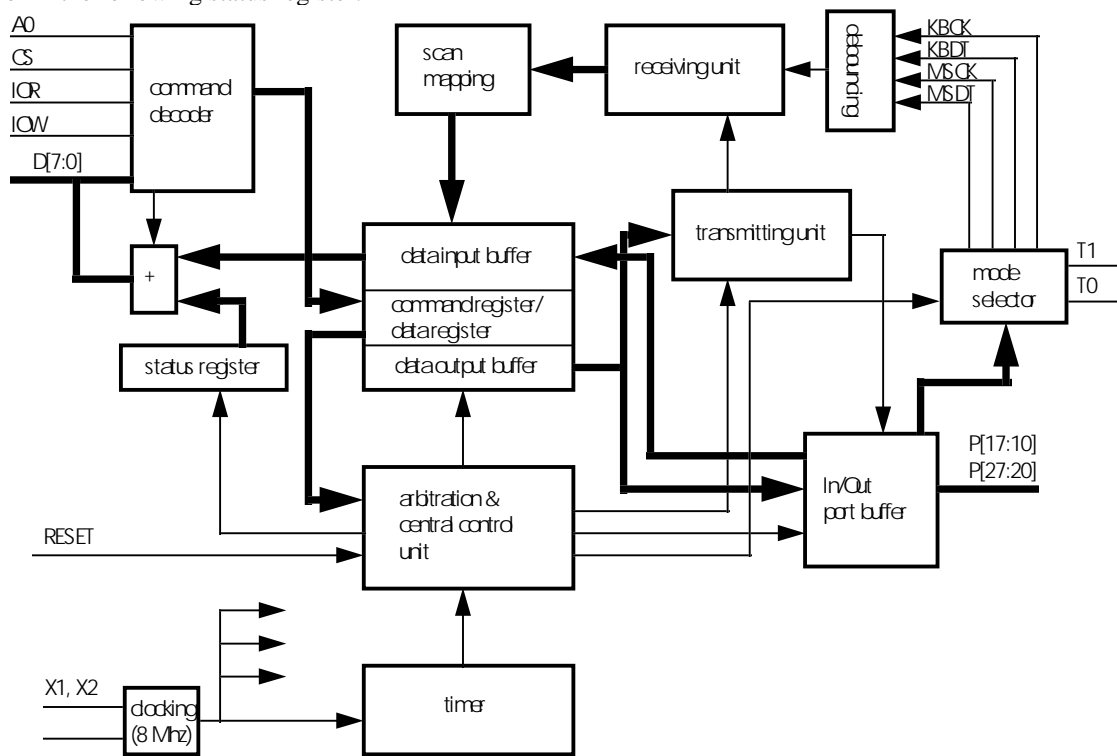 A0
CS
IOR
IOW
D[7:0]
command
decoder
scan
mapping
receiving unit
debouncing
KBCK
KBDT
MSCK
MSDT
+
data input buffer
command register/
data register
data output buffer
transmitting unit
mode
selector
T1
T0
status register
arbitration &
central control
unit
In/Out
port buffer
P[17:10]
P[27:20]
RESET
X1, X2
clocking
(8 Mhz)
timer